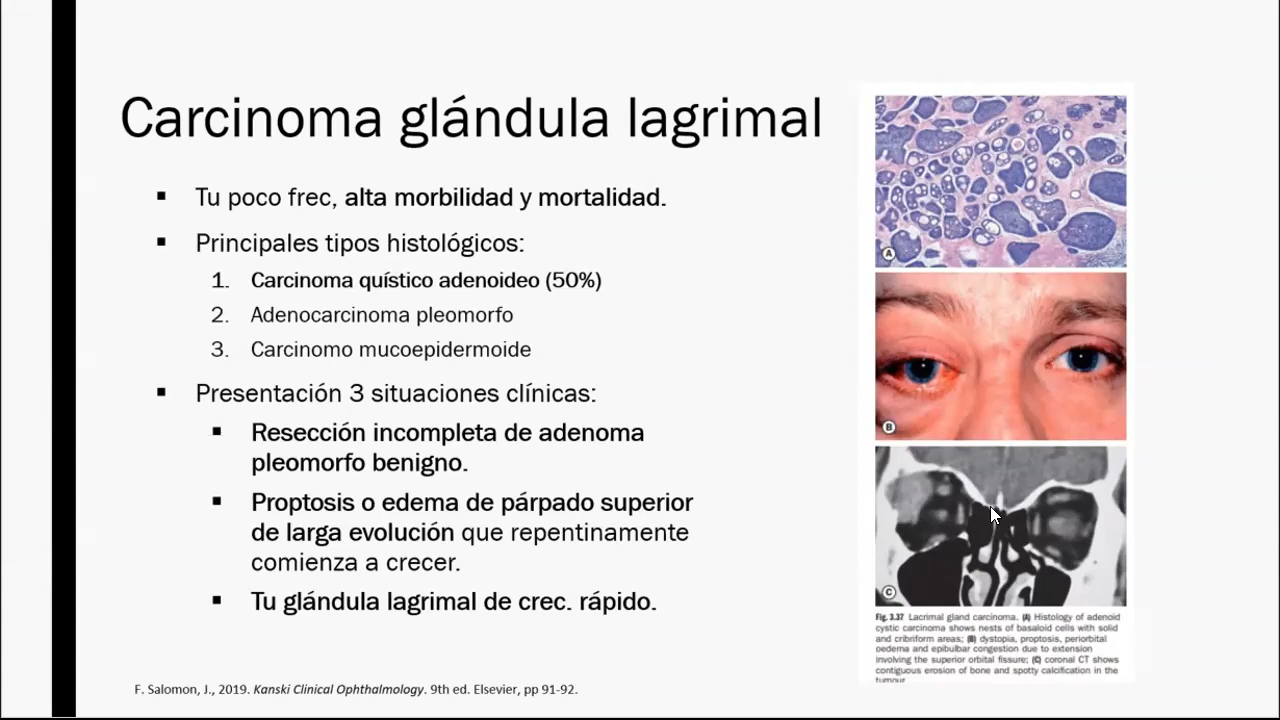 Carcinoma glándula lagrimal
▪ Tu poco frec, alta morbilidad y mortalidad.
▪ Principales tipos histológicos:
1. Carcinoma quístico adenoideo (50%)
2. Adenocarcinoma pleomorfo
3. Carcinomo mucoepidermoide
▪ Presentación 3 situaciones clínicas:
▪ Resección incompleta de adenoma
pleomorfo benigno.
▪ Proptosis o edema de párpado superior
de larga evolución que repentinamente
comienza a crecer.
▪ Tu glándula lagrimal de crec. rápido.
F. Salomon, J., 2019. Kanski Clinical Ophthalmology. 9th ed. Elsevier, pp 91-92.
A
B
C
Fig. 3.37 Lacrimal gland carcinoma. (A) Histology of adenoid
cystic carcinoma shows nests of basaloid cells with solid
and cribriform areas; (B) dystopia, proptosis, periorbital
oedema and epibulbar congestion due to extension
involving the superior orbital fissure; (C) coronal CT shows
contiguous erosion of bone and spotty calcification in the
tumour